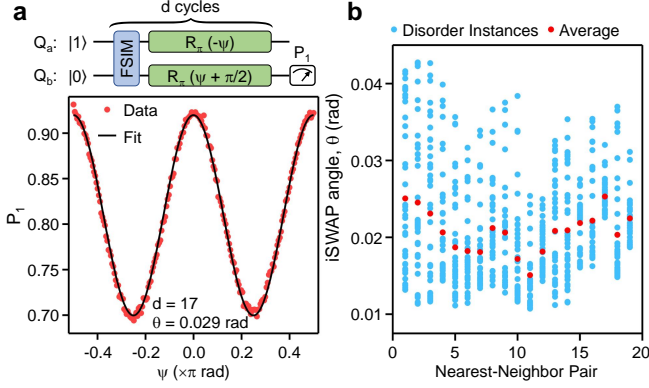 a
d cycles
Qa: |1⟩
FSIM
Rπ (-ψ)
P1
Qb: |0⟩
Rπ (ψ + π/2)
Data
Fit
0.90
0.85
0.80
0.75
0.70
P1
d = 17
θ = 0.029 rad
-0.4 -0.2 0.0 0.2 0.4
ψ (×π rad)
b
Disorder Instances Average
0.04
0.03
0.02
0.01
iSWAP angle, θ (rad)
0 5 10 15 20
Nearest-Neighbor Pair